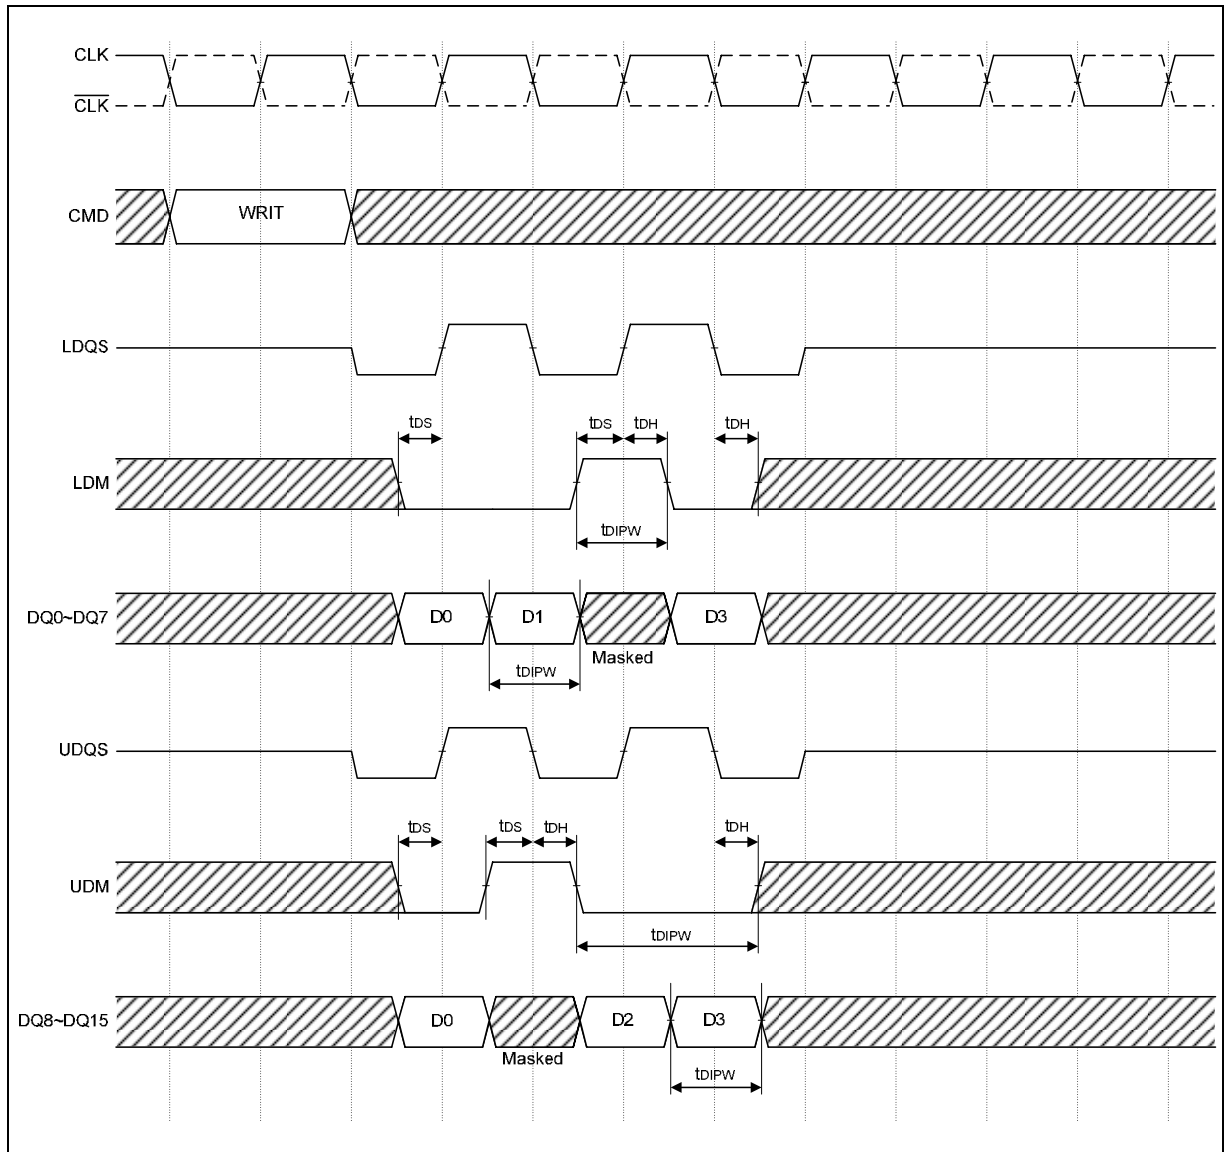 CLK
CLK
CMD
WRIT
LDQS
tDS
tDS
tDH
tDH
LDM
tDIPW
DQ0~DQ7
D0
D1
D3
Masked
tDIPW
UDQS
tDS
tDS
tDH
tDH
UDM
tDIPW
DQ8~DQ15
D0
D2
D3
Masked
tDIPW